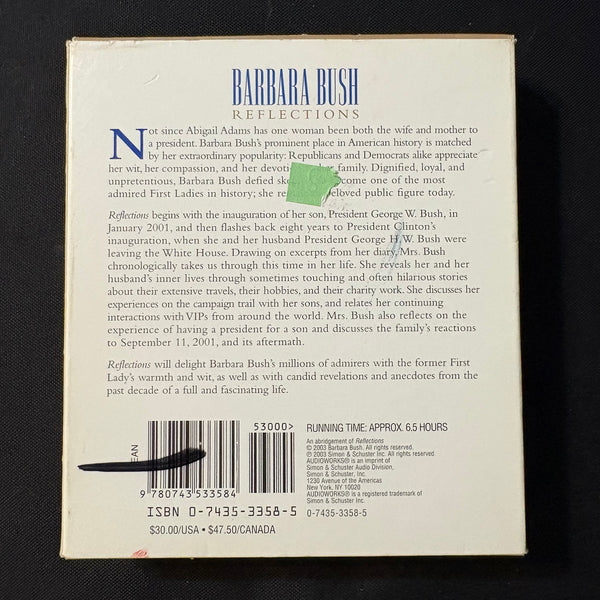 BARBARA BUSH
REFLECTIONS
Not since Abigail Adams has one woman been both the wife and mother to
a president. Barbara Bush's prominent place in American history is matched
by her extraordinary popularity: Republicans and Democrats alike appreciate
her wit, her compassion, and her family. Dignified, loyal, and
unpretentious, Barbara Bush defied one of the most
admired First Ladies in history; she public figure today.
Reflections begins with the inauguration of her son, President George W. Bush, in
January 2001, and then flashes back eight years to President Clinton's
inauguration, when she and her husband President George H.W. Bush were
leaving the White House. Drawing on excerpts from her diary, Mrs. Bush
chronologically takes us through this time in her life. She reveals her and her
husband's inner lives through sometimes touching and often hilarious stories
about their extensive travels, their hobbies, and their charity work. She discusses her
experiences on the campaign trail with her sons, and relates her continuing
interactions with VIPs from around the world. Mrs. Bush also reflects on the
experience of having a president for a son and discusses the family's reactions
to September 11, 2001, and its aftermath.
Reflections will delight Barbara Bush's millions of admirers with the former First
Lady's warmth and wit, as well as with candid revelations and anecdotes from the
past decade of a full and fascinating life.
EAN
53000>
9 780743 533584
ISBN 0-7435-3358-5
$30.00/USA • $47.50/CANADA
RUNNING TIME: APPROX. 6.5 HOURS
An abridgement of Reflections
© 2003 Barbara Bush. All rights reserved.
℗ 2003 Simon & Schuster Inc. All rights reserved.
AUDIOWORKS® is an imprint of
Simon & Schuster Audio Division,
Simon & Schuster, Inc.
1230 Avenue of the Americas
New York, NY 10020
AUDIOWORKS® is a registered trademark of
Simon & Schuster Inc.
0-7435-3358-5